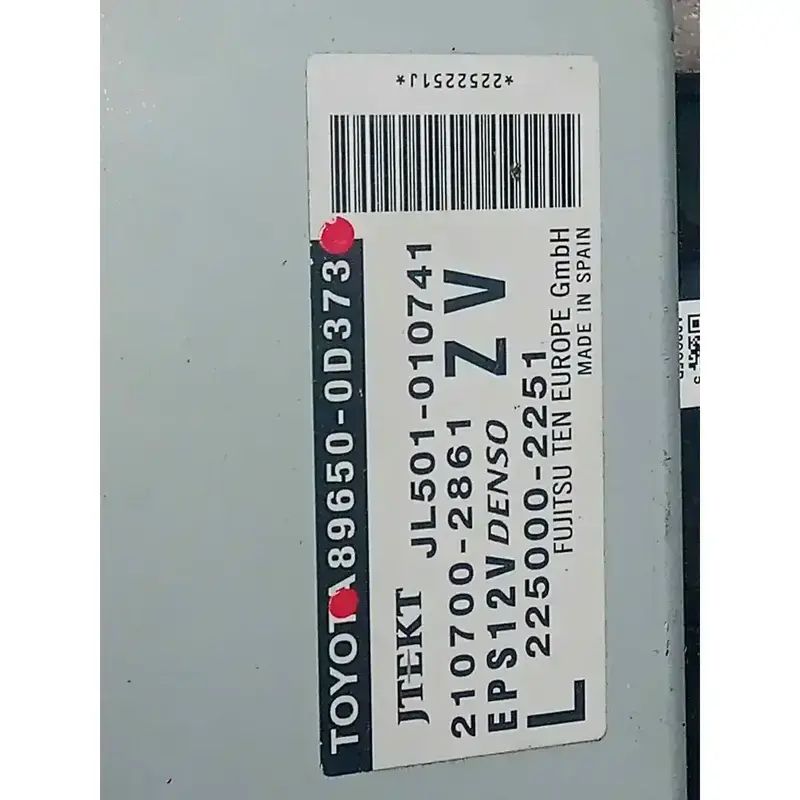 TOYOTA 89650-0D373
JTEKT JL501-010741
210700-2861 ZV
EPS12V DENSO
L 225000-2251
FUJITSU TEN EUROPE GmbH
MADE IN SPAIN
*2252251J*